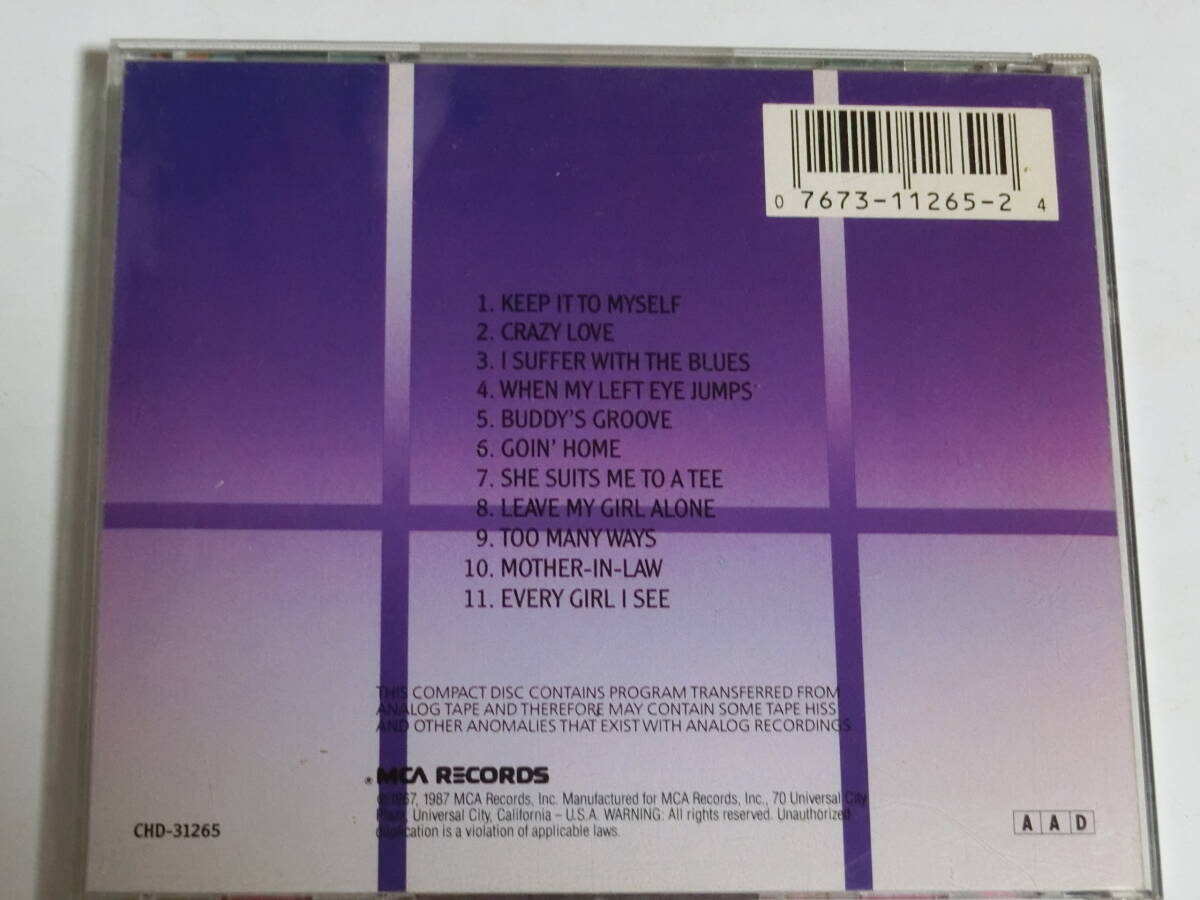 0 7673-11265-2 4
1. KEEP IT TO MYSELF
2. CRAZY LOVE
3. I SUFFER WITH THE BLUES
4. WHEN MY LEFT EYE JUMPS
5. BUDDY'S GROOVE
6. GOIN' HOME
7. SHE SUITS ME TO A TEE
8. LEAVE MY GIRL ALONE
9. TOO MANY WAYS
10. MOTHER-IN-LAW
11. EVERY GIRL I SEE
THIS COMPACT DISC CONTAINS PROGRAM TRANSFERRED FROM
ANALOG TAPE AND THEREFORE MAY CONTAIN SOME TAPE HISS
AND OTHER ANOMALIES THAT EXIST WITH ANALOG RECORDINGS
MCA RECORDS
1967, 1987 MCA Records, Inc. Manufactured for MCA Records, Inc., 70 Universal City
Plaza, Universal City, California – U.S.A. WARNING: All rights reserved. Unauthorized
duplication is a violation of applicable laws.
CHD-31265
A A D